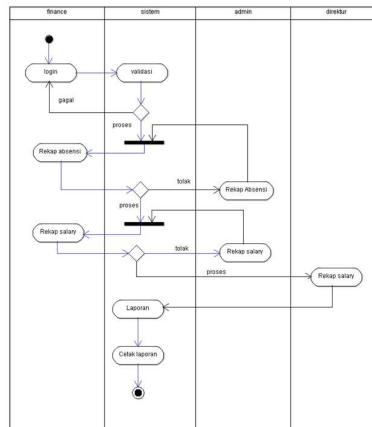 finance
sistem
admin
direktur
login
validasi
gagal
proses
Rekap absensi
tolak
Rekap Absensi
proses
Rekap salary
tolak
Rekap salary
proses
Rekap salary
Laporan
Cetak laporan